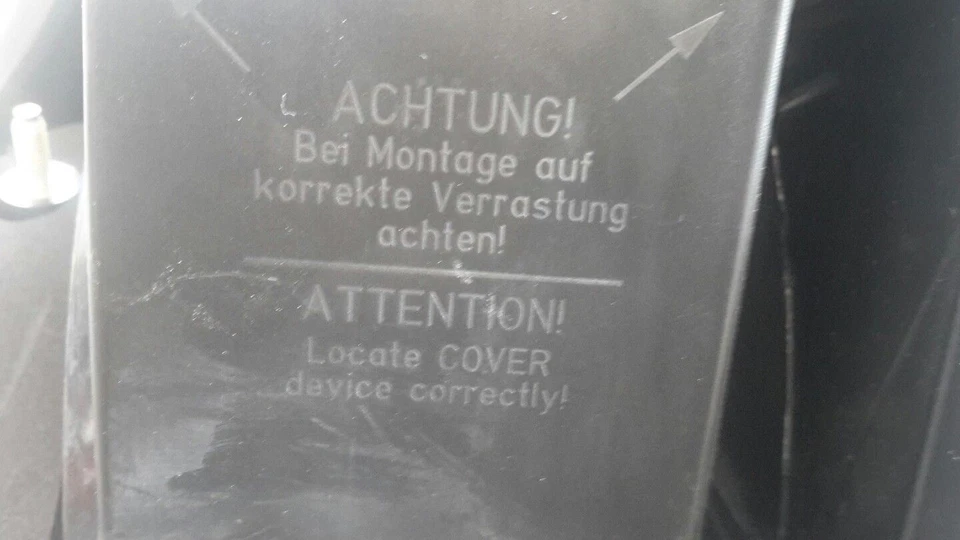 ACHTUNG!
Bei Montage auf
korrekte Verrastung
achten!
ATTENTION!
Locate COVER
device correctly!